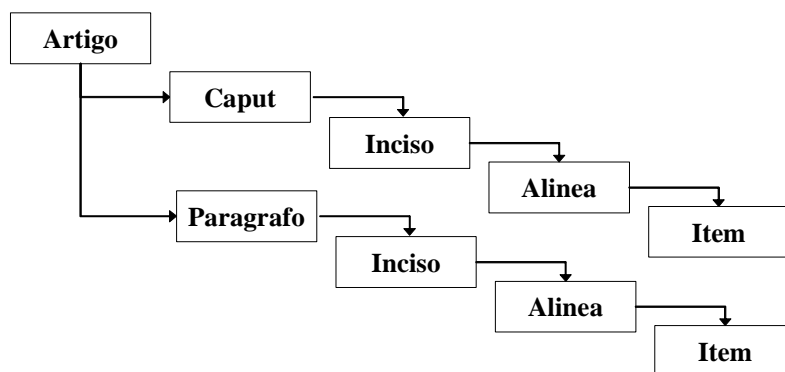 Artigo
Caput
Inciso
Alinea
Item
Paragrafo
Inciso
Alinea
Item